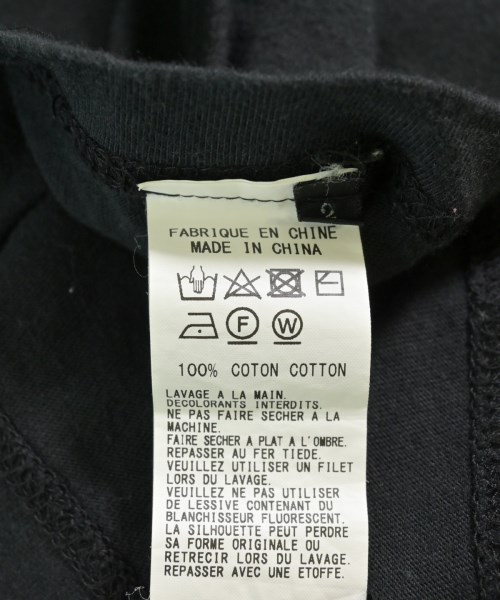 2
FABRIQUE EN CHINE
MADE IN CHINA
F W
100% COTON COTTON
LAVAGE A LA MAIN.
DECOLORANTS INTERDITS.
NE PAS FAIRE SECHER A LA
MACHINE.
FAIRE SECHER A PLAT A L'OMBRE.
REPASSER AU FER TIEDE.
VEUILLEZ UTILISER UN FILET
LORS DU LAVAGE.
VEUILLEZ NE PAS UTILISER
DE LESSIVE CONTENANT DU
BLANCHISSEUR FLUORESCENT.
LA SILHOUETTE PEUT PERDRE
SA FORME ORIGINALE OU
RETRECIR LORS DU LAVAGE.
REPASSER AVEC UNE ETOFFE.